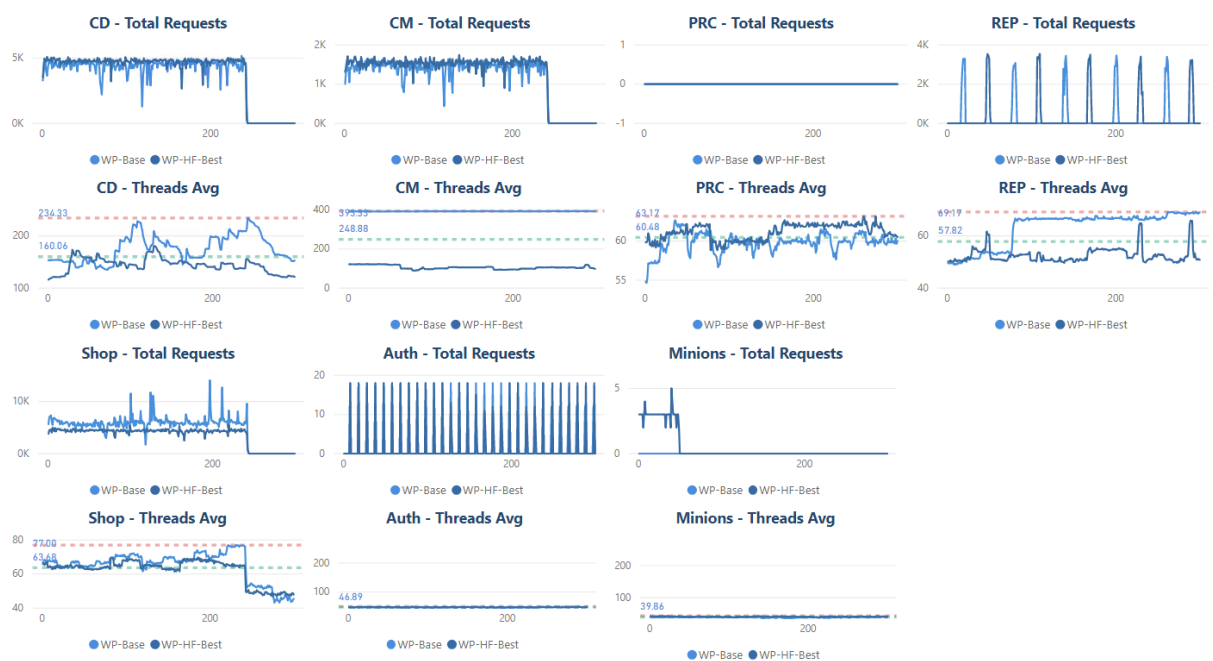 CD - Total Requests
5K
0K
0
200
WP-Base WP-HF-Best
CM - Total Requests
2K
1K
0K
0
200
WP-Base WP-HF-Best
PRC - Total Requests
1
0
-1
0
200
WP-Base WP-HF-Best
REP - Total Requests
4K
2K
0K
0
200
WP-Base WP-HF-Best
CD - Threads Avg
234.33
200
160.06
100
0
200
WP-Base WP-HF-Best
CM - Threads Avg
400
393.33
248.88
200
0
0
200
WP-Base WP-HF-Best
PRC - Threads Avg
63.17
60.48
60
55
0
200
WP-Base WP-HF-Best
REP - Threads Avg
69.17
60
57.82
40
0
200
WP-Base WP-HF-Best
Shop - Total Requests
10K
0K
0
200
WP-Base WP-HF-Best
Auth - Total Requests
20
10
0
0
200
WP-Base WP-HF-Best
Minions - Total Requests
5
0
0
200
WP-Base WP-HF-Best
Shop - Threads Avg
80
77.00
63.68
60
40
0
200
WP-Base WP-HF-Best
Auth - Threads Avg
200
100
46.89
0
200
WP-Base WP-HF-Best
Minions - Threads Avg
200
100
39.86
0
200
WP-Base WP-HF-Best